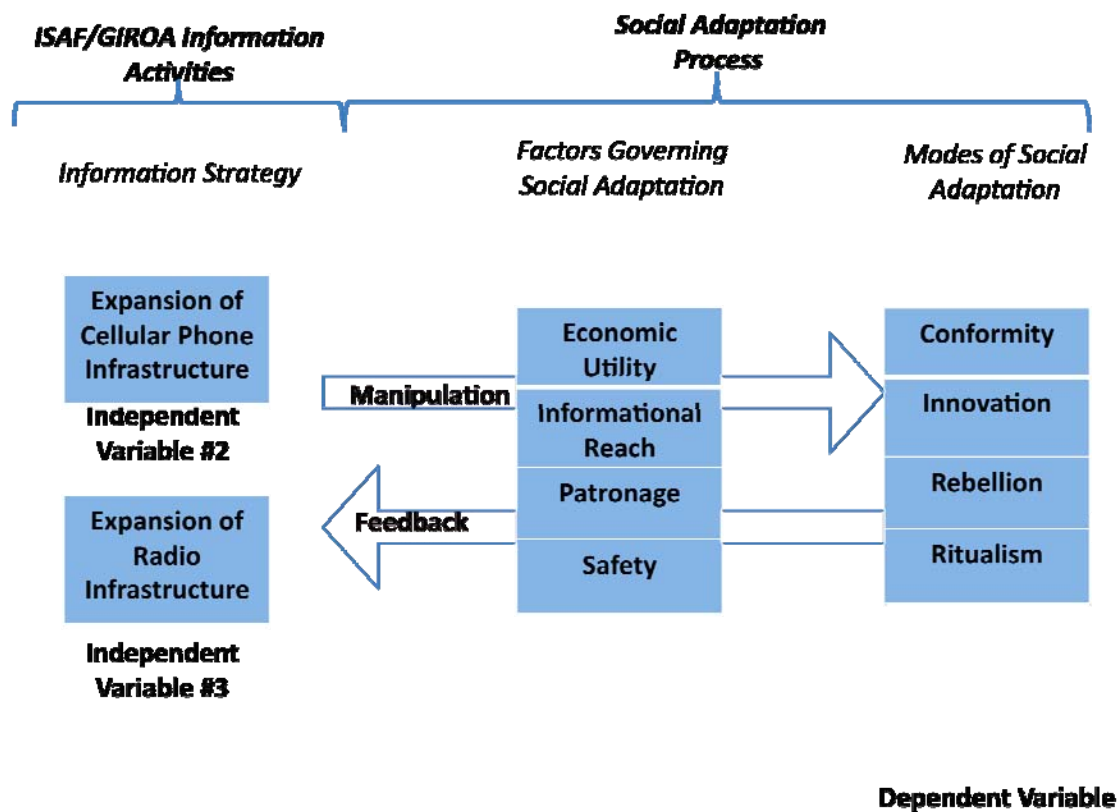 ISAF/GIROA Information
Activities
Social Adaptation
Process
Information Strategy
Factors Governing
Social Adaptation
Modes of Social
Adaptation
Expansion of
Cellular Phone
Infrastructure
Independent
Variable #2
Expansion of
Radio
Infrastructure
Independent
Variable #3
Manipulation
Feedback
Economic
Utility
Informational
Reach
Patronage
Safety
Conformity
Innovation
Rebellion
Ritualism
Dependent Variable